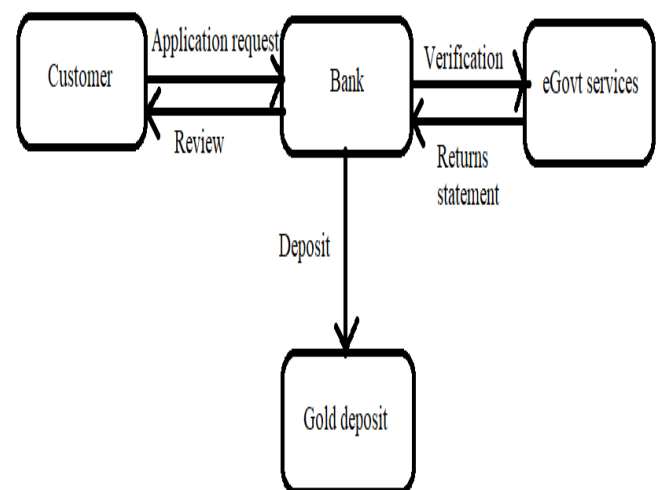 Application request
Customer
Bank
Verification
eGovt services
Review
Returns
statement
Deposit
Gold deposit